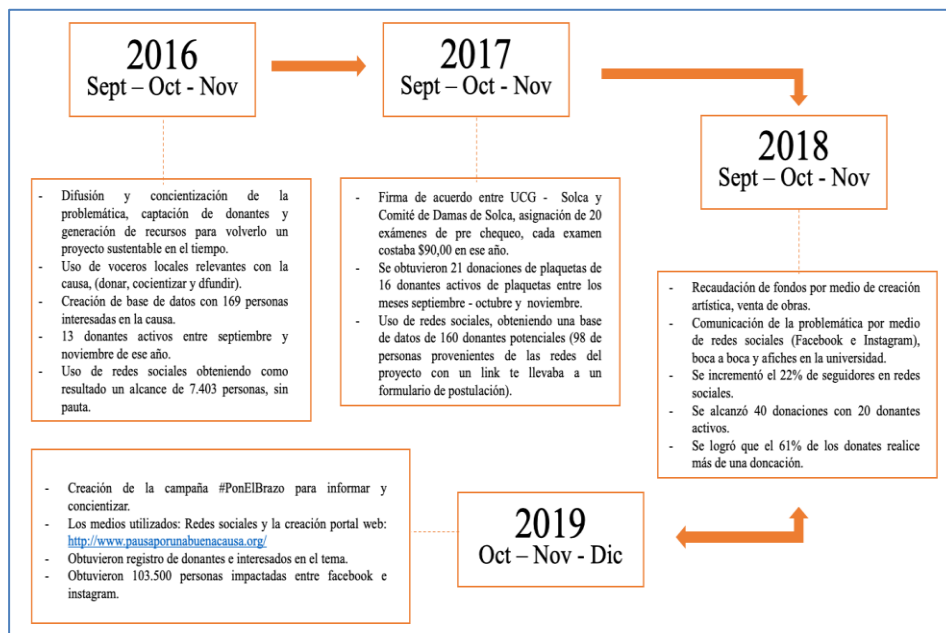 2016
Sept – Oct - Nov
- Difusión y concientización de la
problemática, captación de donantes y
generación de recursos para volverlo un
proyecto sustentable en el tiempo.
- Uso de voceros locales relevantes con la
causa, (donar, cocientizar y dfundir).
- Creación de base de datos con 169 personas
interesadas en la causa.
- 13 donantes activos entre septiembre y
noviembre de ese año.
- Uso de redes sociales obteniendo como
resultado un alcance de 7.403 personas, sin
pauta.
2017
Sept – Oct - Nov
- Firma de acuerdo entre UCG - Solca y
Comité de Damas de Solca, asignación de 20
exámenes de pre chequeo, cada examen
costaba $90,00 en ese año.
- Se obtuvieron 21 donaciones de plaquetas de
16 donantes activos de plaquetas entre los
meses septiembre - octubre y noviembre.
- Uso de redes sociales, obteniendo una base
de datos de 160 donantes potenciales (98 de
personas provenientes de las redes del
proyecto con un link te llevaba a un
formulario de postulación).
2018
Sept – Oct - Nov
- Recaudación de fondos por medio de creación
artística, venta de obras.
- Comunicación de la problemática por medio
de redes sociales (Facebook e Instagram),
boca a boca y afiches en la universidad.
- Se incrementó el 22% de seguidores en redes
sociales.
- Se alcanzó 40 donaciones con 20 donantes
activos.
- Se logró que el 61% de los donates realice
más de una doncación.
2019
Oct – Nov - Dic
- Creación de la campaña #PonElBrazo para informar y
concientizar.
- Los medios utilizados: Redes sociales y la creación portal web:
http://www.pausaporunabuenacausa.org/
- Obtuvieron registro de donantes e interesados en el tema.
- Obtuvieron 103.500 personas impactadas entre facebook e
instagram.